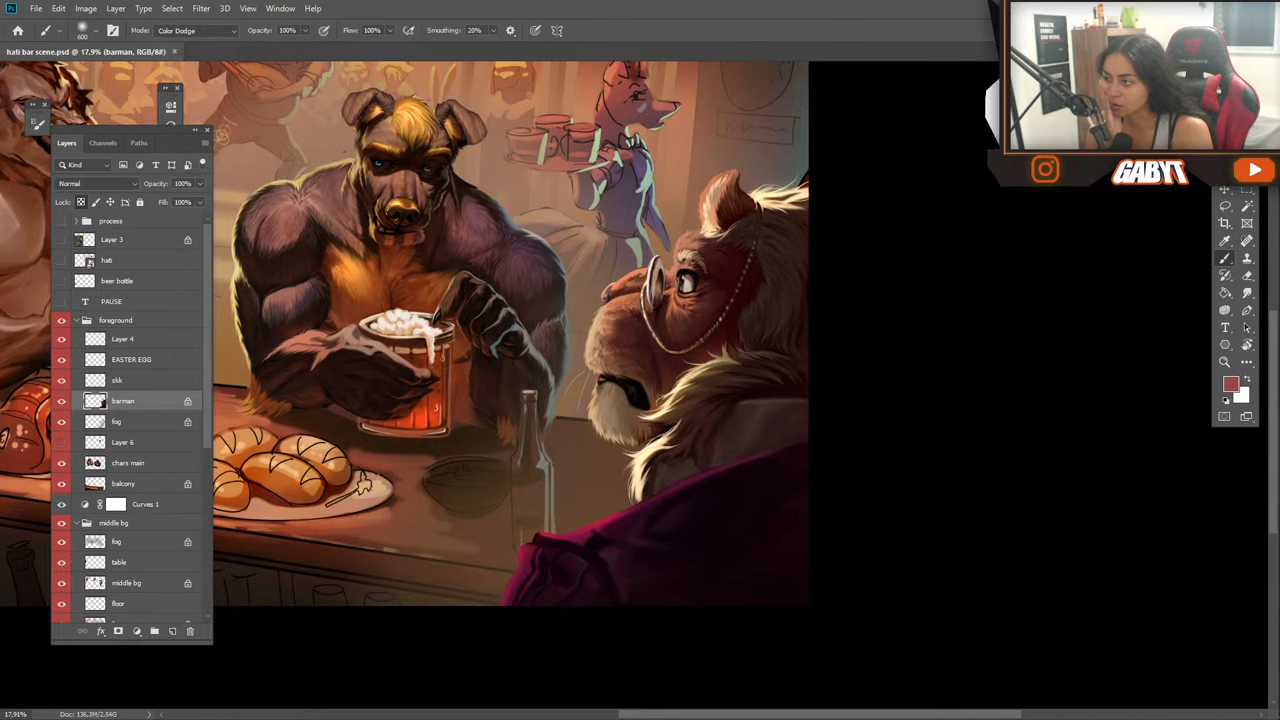 File Edit Image Layer Type Select Filter 3D View Window Help
600 Mode: Color Dodge Opacity: 100% Flow: 100% Smoothing: 20%
hati bar scene.psd @ 17,9% (barman, RGB/8#) ×
Layers Channels Paths
Kind
Normal Opacity: 100%
Lock: Fill: 100%
process
Layer 3
hati
beer bottle
T PAUSE
foreground
Layer 4
EASTER EGG
skk
barman
fog
Layer 6
chars main
balcony
Curves 1
middle bg
fog
table
middle bg
floor
GABYT
17,91% Doc: 136,3M/2,54G